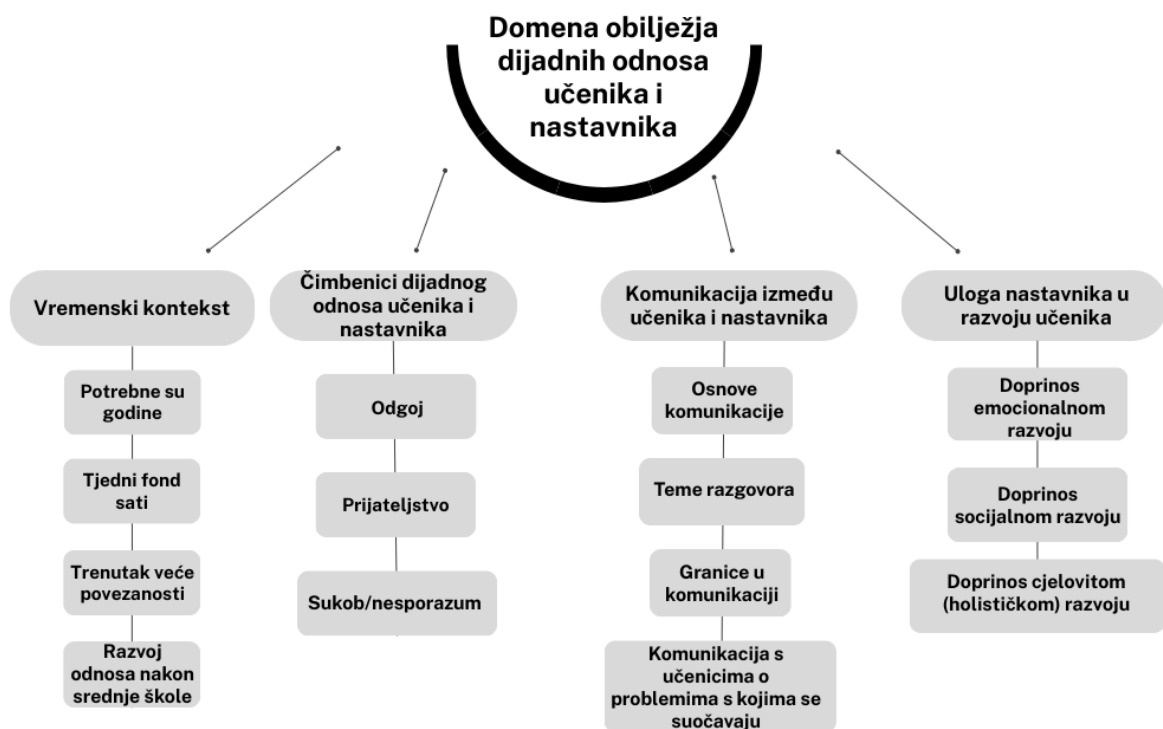 Domena obilježja
dijadnih odnosa
učenika i
nastavnika
Vremenski kontekst
Potrebne su
godine
Tjedni fond
sati
Trenutak veće
povezanosti
Razvoj
odnosa nakon
srednje škole
Čimbenici dijadnog
odnosa učenika i
nastavnika
Odgoj
Prijateljstvo
Sukob/nesporazum
Komunikacija između
učenika i nastavnika
Osnove
komunikacije
Teme razgovora
Granice u
komunikaciji
Komunikacija s
učenicima o
problemima s kojima se
suočavaju
Uloga nastavnika u
razvoju učenika
Doprinos
emocionalnom
razvoju
Doprinos
socijalnom razvoju
Doprinos cjelovitom
(holističkom) razvoju